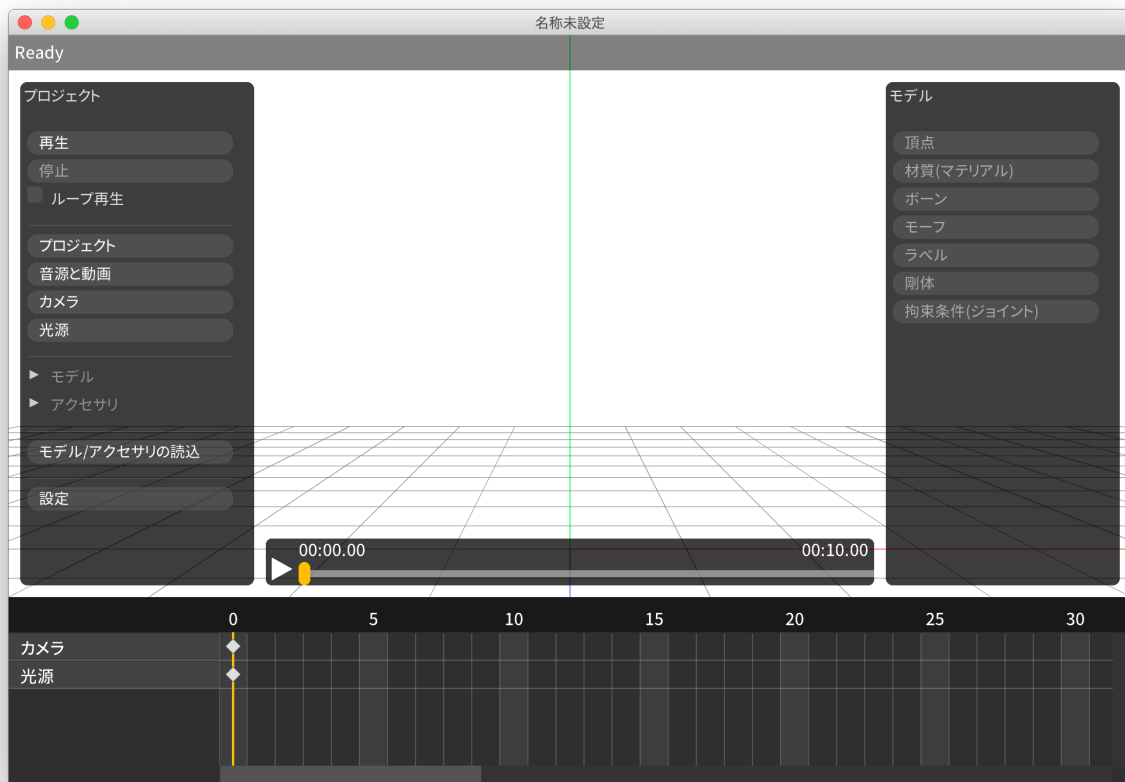 名称未設定
Ready
プロジェクト
再生
停止
ループ再生
プロジェクト
音源と動画
カメラ
光源
モデル
アクセサリ
モデル/アクセサリの読込
設定
モデル
頂点
材質(マテリアル)
ボーン
モーフ
ラベル
剛体
拘束条件(ジョイント)
00:00.00 00:10.00
0 5 10 15 20 25 30
カメラ
光源